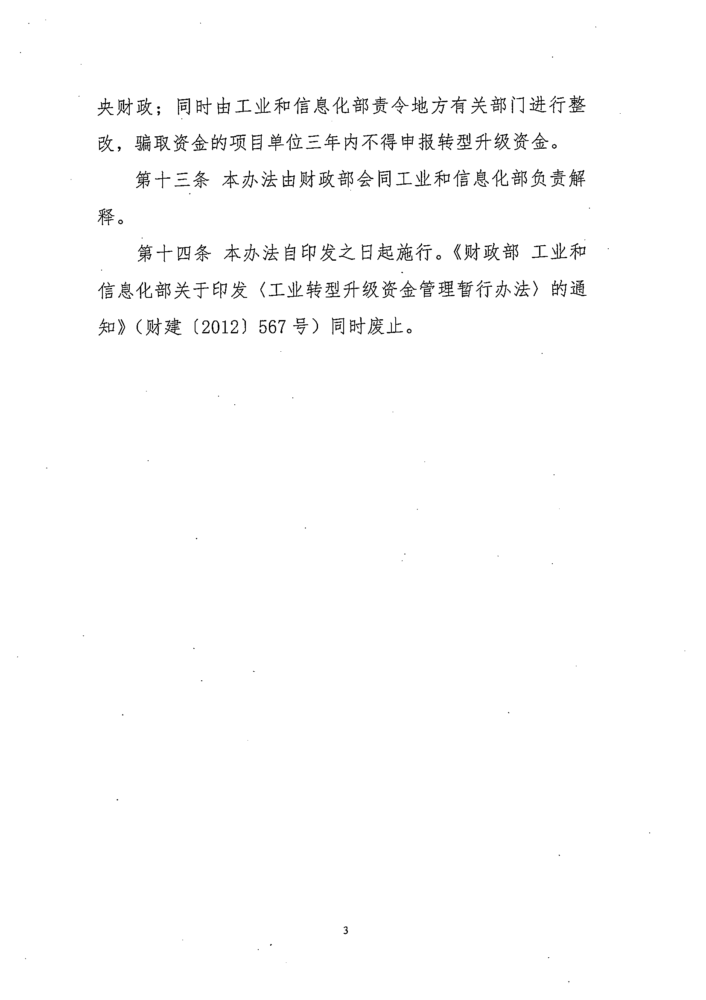 央财政；同时由工业和信息化部责令地方有关部门进行整
改，骗取资金的项目单位三年内不得申报转型升级资金。
第十三条 本办法由财政部会同工业和信息化部负责解
释。
第十四条 本办法自印发之日起施行。《财政部 工业和
信息化部关于印发〈工业转型升级资金管理暂行办法〉的通
知》（财建〔2012〕567号）同时废止。
3